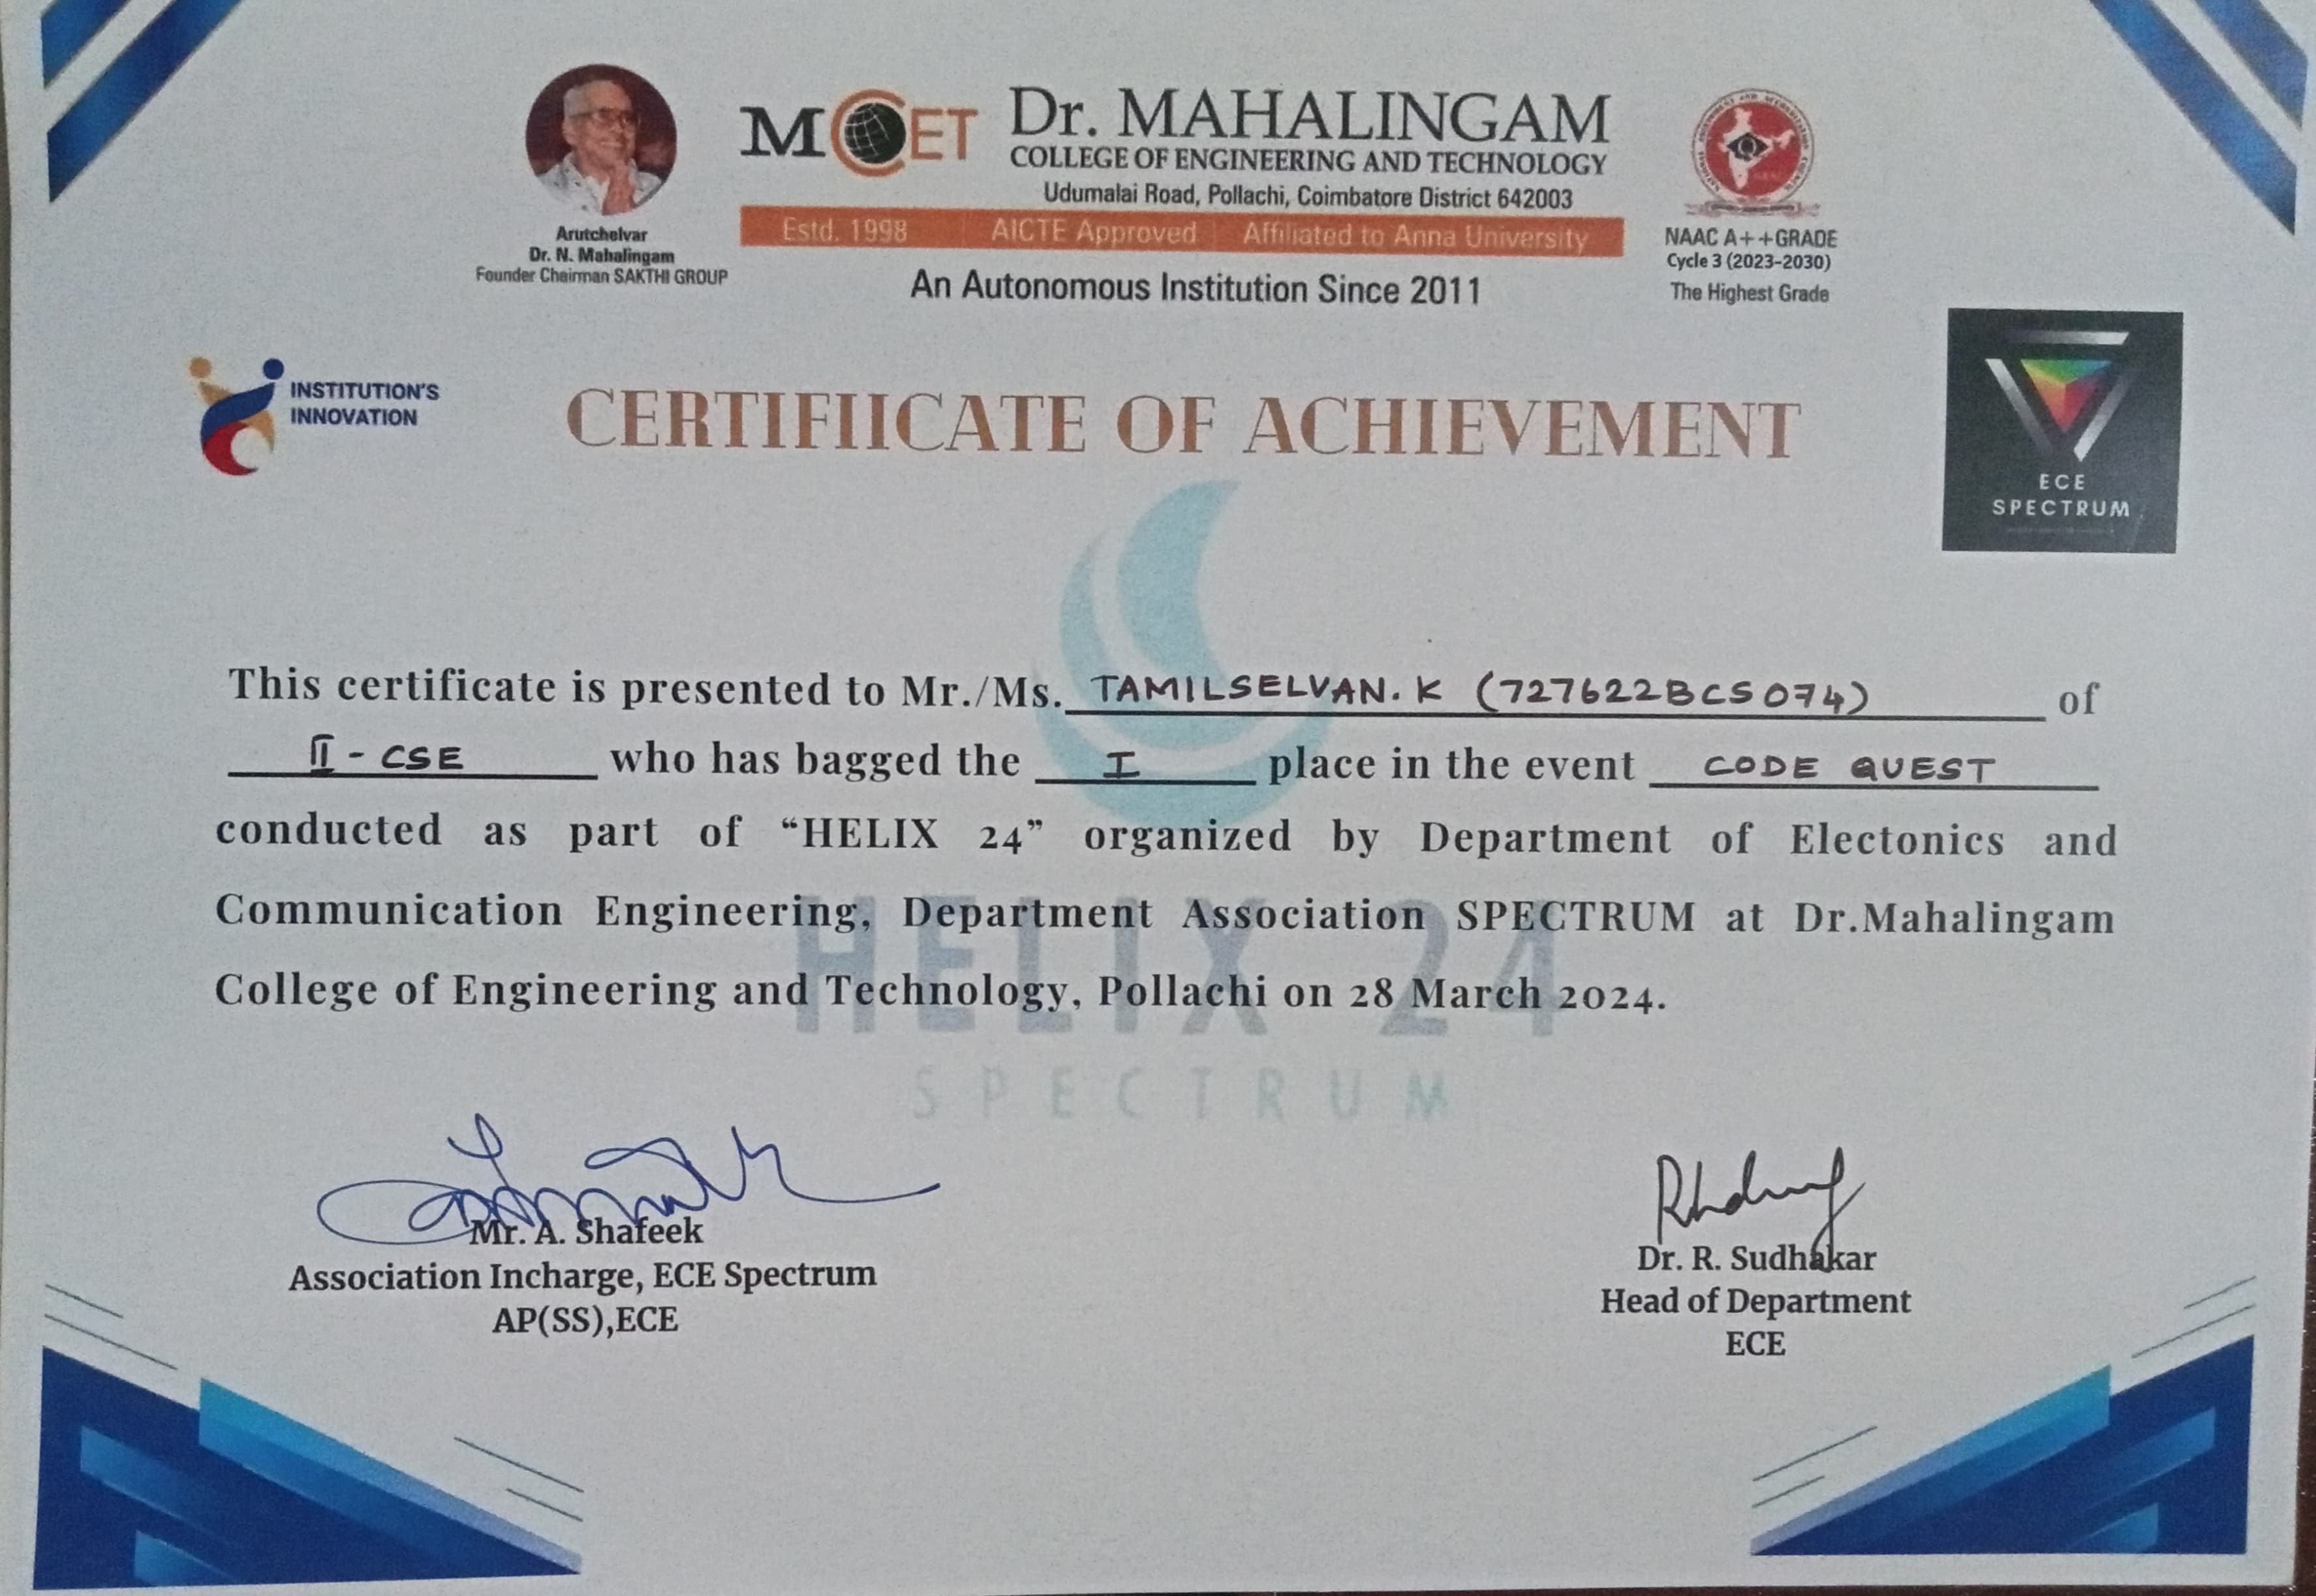 MCET
Dr. MAHALINGAM
COLLEGE OF ENGINEERING AND TECHNOLOGY
Udumalai Road, Pollachi, Coimbatore District 642003
Estd. 1998 AICTE Approved Affiliated to Anna University
An Autonomous Institution Since 2011
Arutchelvar
Dr. N. Mahalingam
Founder Chairman SAKTHI GROUP
NAAC A++GRADE
Cycle 3 (2023-2030)
The Highest Grade
INSTITUTION'S
INNOVATION
CERTIFIICATE OF ACHIEVEMENT
ECE
SPECTRUM
This certificate is presented to Mr./Ms. TAMILSELVAN. K (727622BCS074) of
II - CSE who has bagged the I place in the event CODE QUEST
conducted as part of “HELIX 24” organized by Department of Electonics and
Communication Engineering, Department Association SPECTRUM at Dr.Mahalingam
College of Engineering and Technology, Pollachi on 28 March 2024.
HELIX 24
SPECTRUM
Mr. A. Shafeek
Association Incharge, ECE Spectrum
AP(SS),ECE
Dr. R. Sudhakar
Head of Department
ECE